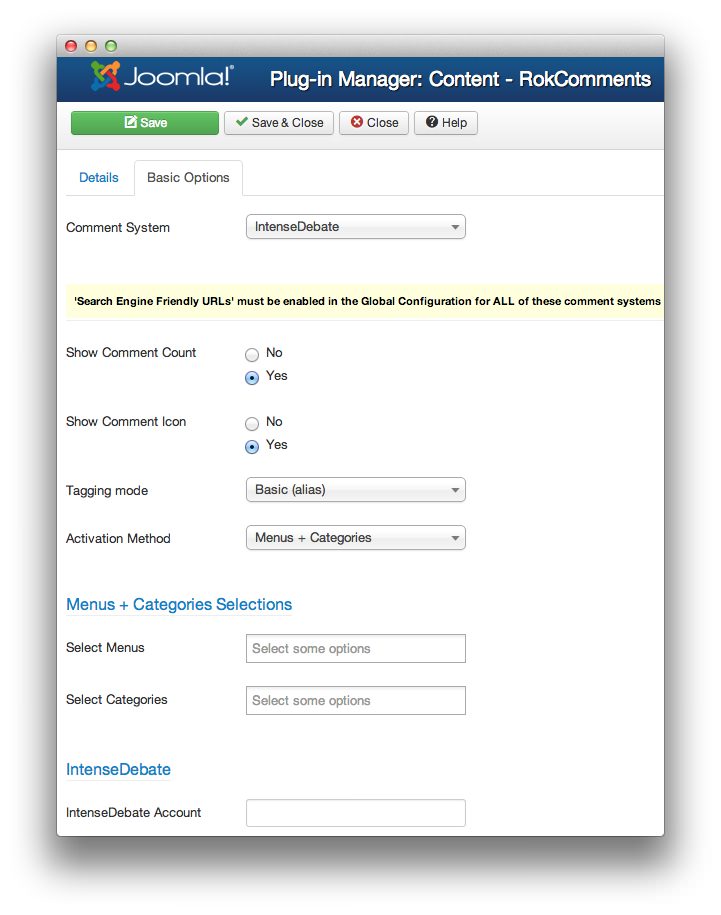 Joomla!® Plug-in Manager: Content - RokComments
Save Save & Close Close Help
Details Basic Options
Comment System IntenseDebate
'Search Engine Friendly URLs' must be enabled in the Global Configuration for ALL of these comment systems
Show Comment Count No
Yes
Show Comment Icon No
Yes
Tagging mode Basic (alias)
Activation Method Menus + Categories
Menus + Categories Selections
Select Menus Select some options
Select Categories Select some options
IntenseDebate
IntenseDebate Account